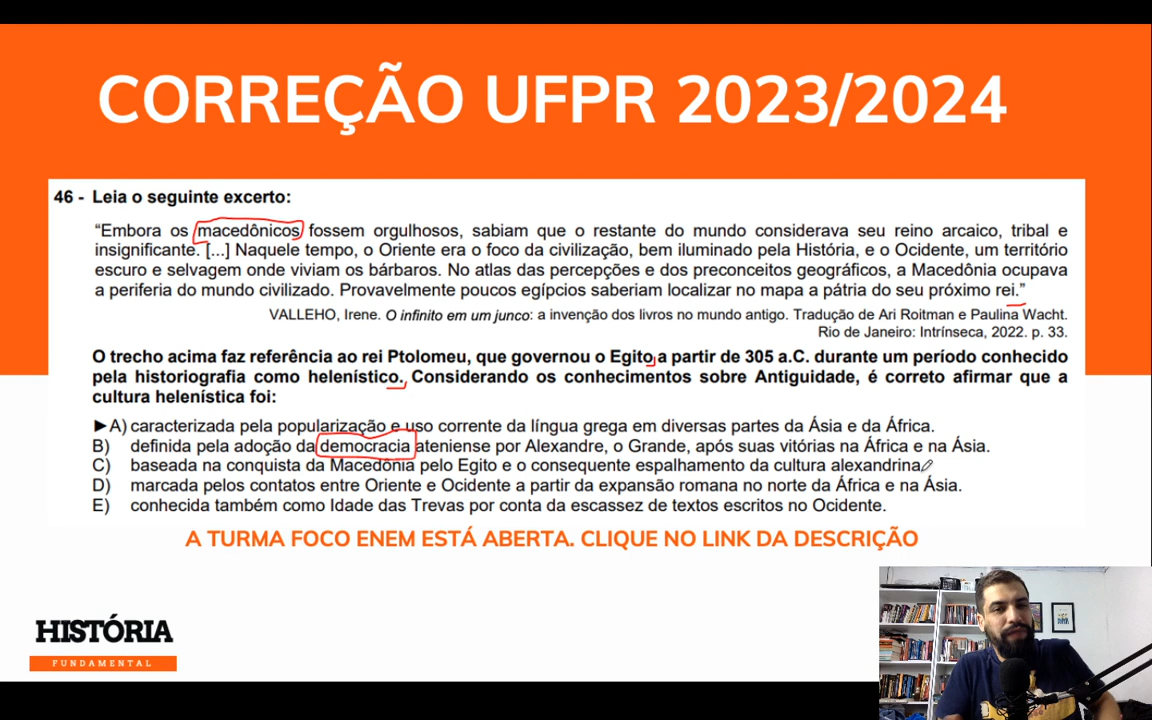 CORREÇÃO UFPR 2023/2024
46 - Leia o seguinte excerto:
“Embora os macedônicos fossem orgulhosos, sabiam que o restante do mundo considerava seu reino arcaico, tribal e
insignificante. [...] Naquele tempo, o Oriente era o foco da civilização, bem iluminado pela História, e o Ocidente, um território
escuro e selvagem onde viviam os bárbaros. No atlas das percepções e dos preconceitos geográficos, a Macedônia ocupava
a periferia do mundo civilizado. Provavelmente poucos egípcios saberiam localizar no mapa a pátria do seu próximo rei.”
VALLEHO, Irene. O infinito em um junco: a invenção dos livros no mundo antigo. Tradução de Ari Roitman e Paulina Wacht.
Rio de Janeiro: Intrínseca, 2022. p. 33.
O trecho acima faz referência ao rei Ptolomeu, que governou o Egito a partir de 305 a.C. durante um período conhecido
pela historiografia como helenístico. Considerando os conhecimentos sobre Antiguidade, é correto afirmar que a
cultura helenística foi:
►A) caracterizada pela popularização e uso corrente da língua grega em diversas partes da Ásia e da África.
B) definida pela adoção da democracia ateniense por Alexandre, o Grande, após suas vitórias na África e na Ásia.
C) baseada na conquista da Macedônia pelo Egito e o consequente espalhamento da cultura alexandrina
D) marcada pelos contatos entre Oriente e Ocidente a partir da expansão romana no norte da África e na Ásia.
E) conhecida também como Idade das Trevas por conta da escassez de textos escritos no Ocidente.
A TURMA FOCO ENEM ESTÁ ABERTA. CLIQUE NO LINK DA DESCRIÇÃO
HISTÓRIA
FUNDAMENTAL